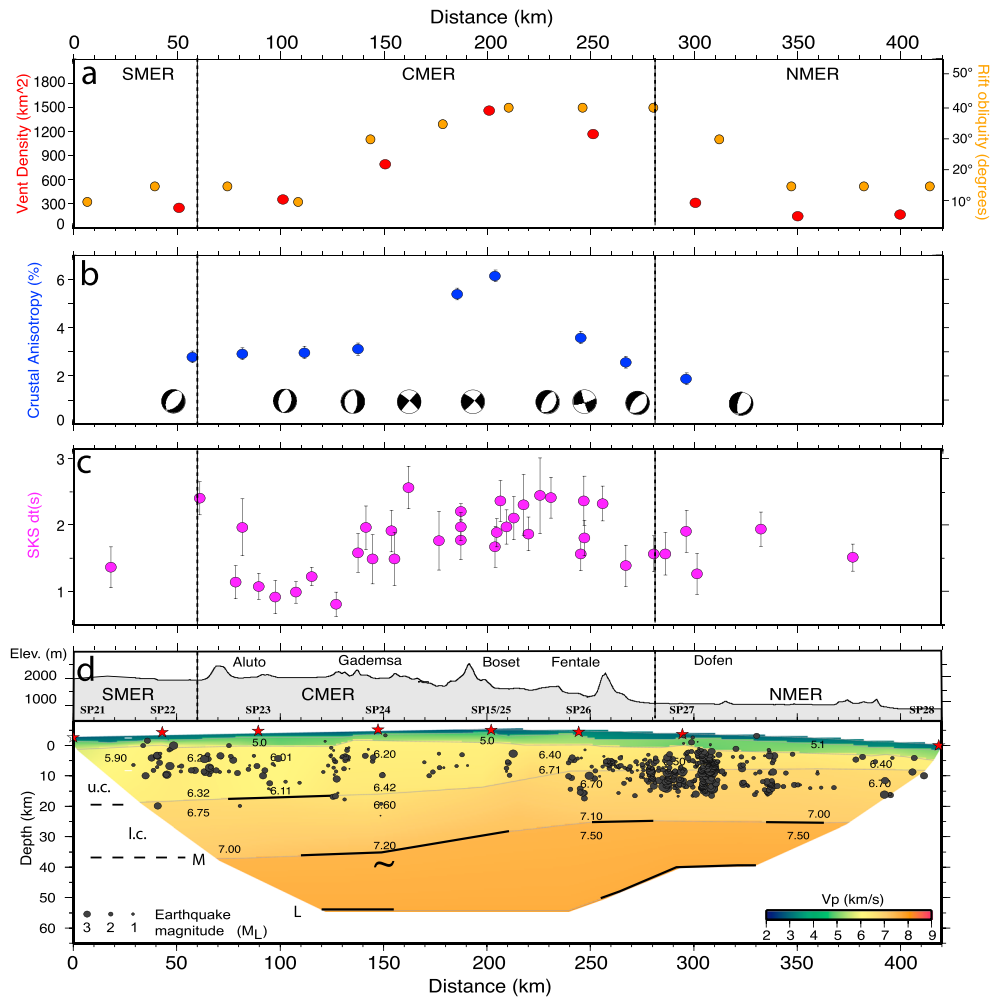 Distance (km)
0 50 100 150 200 250 300 350 400
a SMER CMER NMER
Vent Density (km^2)
1800
1500
1200
900
600
300
0
Rift obliquity (degrees)
50°
40°
30°
20°
10°
b
Crustal Anisotropy (%)
6
4
2
0
c
SKS dt(s)
3
2
1
d
Elev. (m)
2000
1000
Aluto Gademsa Boset Fentale Dofen
SMER CMER NMER
SP21 SP22 SP23 SP24 SP15/25 SP26 SP27 SP28
Depth (km)
0
10
20
30
40
50
60
5.0 5.0 5.1
5.90 6.01 6.20 6.40 6.40
6.71 6.70 6.70
6.32 6.11 6.42
6.75 6.60
7.10 7.00
7.00 7.20 7.50 7.50
u.c.
l.c.
M
~
L
3 2 1
Earthquake
magnitude (ML)
Vp (km/s)
2 3 4 5 6 7 8 9
0 50 100 150 200 250 300 350 400
Distance (km)